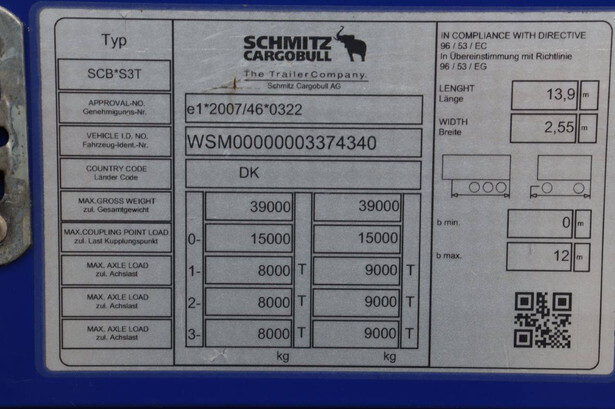 Typ
SCB*S3T
SCHMITZ
CARGOBULL
The Trailer Company.
Schmitz Cargobull AG
APPROVAL-NO.
Genehmigungs-Nr.
e1*2007/46*0322
VEHICLE I.D. NO.
Fahrzeug-Ident.-Nr.
WSM00000003374340
COUNTRY CODE
Länder Code
DK
MAX.GROSS WEIGHT
zul. Gesamtgewicht
39000 39000
MAX.COUPLING POINT LOAD
zul. Last Kupplungspunkt
0- 15000 15000
MAX. AXLE LOAD
zul. Achslast
1- 8000 T 9000 T
MAX. AXLE LOAD
zul. Achslast
2- 8000 T 9000 T
MAX. AXLE LOAD
zul. Achslast
3- 8000 T 9000 T
kg kg
IN COMPLIANCE WITH DIRECTIVE
96 / 53 / EC
in Übereinstimmung mit Richtlinie
96 / 53 / EG
LENGHT
Länge
13,9 m
WIDTH
Breite
2,55 m
b min. 0 m
b max. 12 m